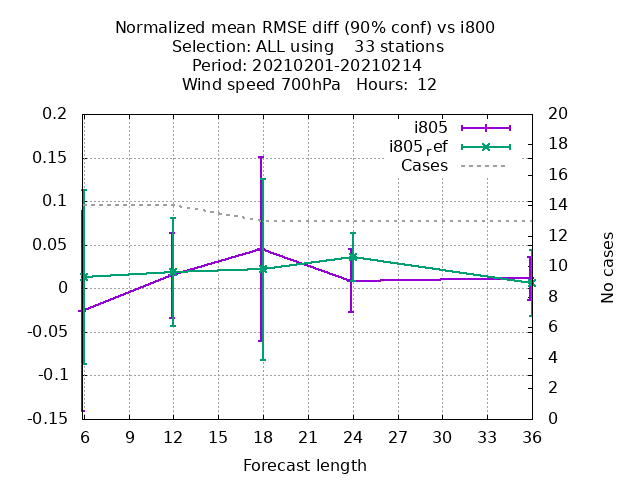 Normalized mean RMSE diff (90% conf) vs i800
Selection: ALL using    33 stations
Period: 20210201-20210214
Wind speed 700hPa   Hours:  12
0.2
0.15
0.1
0.05
0
-0.05
-0.1
-0.15
20
18
16
14
12
10
8
6
4
2
0
i805
i805ref
Cases
No cases
6 9 12 15 18 21 24 27 30 33 36
Forecast length